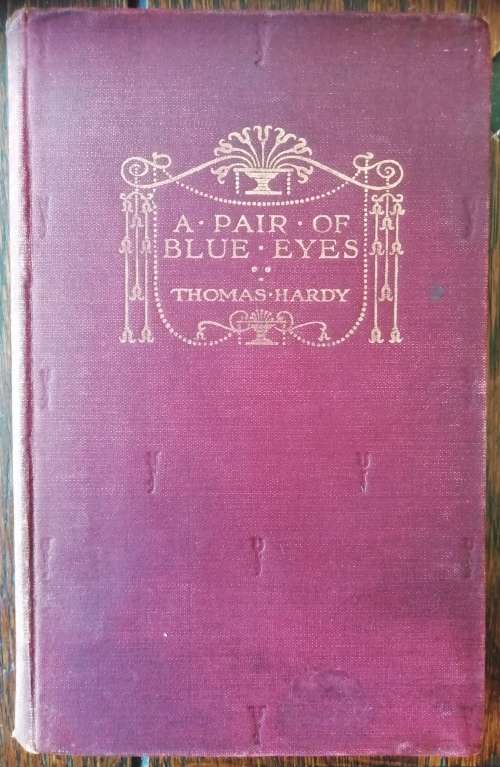 A · PAIR · OF
BLUE · EYES
THOMAS · HARDY